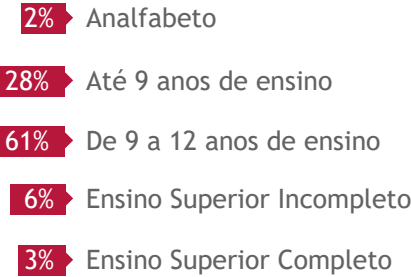 2% Analfabeto
28% Até 9 anos de ensino
61% De 9 a 12 anos de ensino
6% Ensino Superior Incompleto
3% Ensino Superior Completo